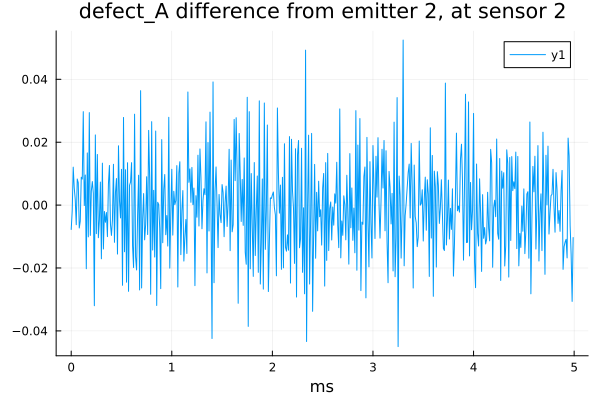 defect_A difference from emitter 2, at sensor 2
y1
0.04
0.02
0.00
−0.02
−0.04
0 1 2 3 4 5
ms